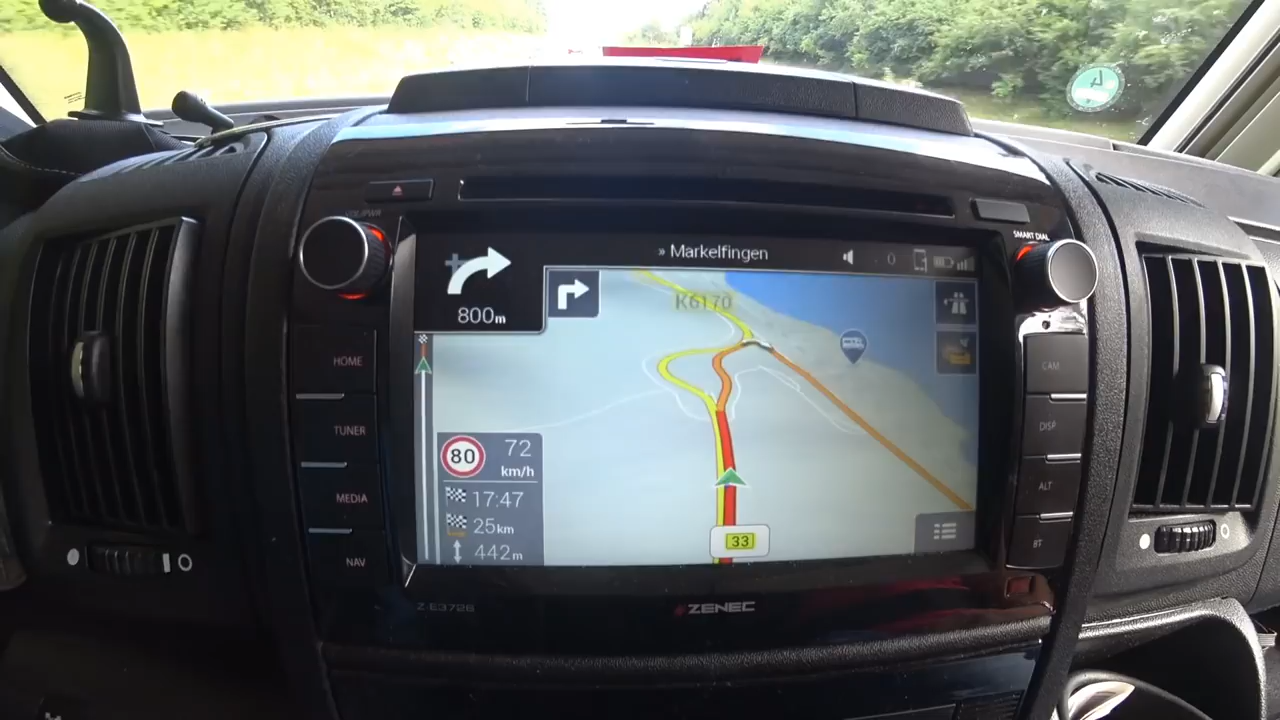 SMART DIAL
» Markelfingen
0
800m
K6170
HOME
TUNER
MEDIA
NAV
CAM
DISP
ALT
BT
80
72
km/h
17:47
25km
442m
33
Z-E3726
ZENEC